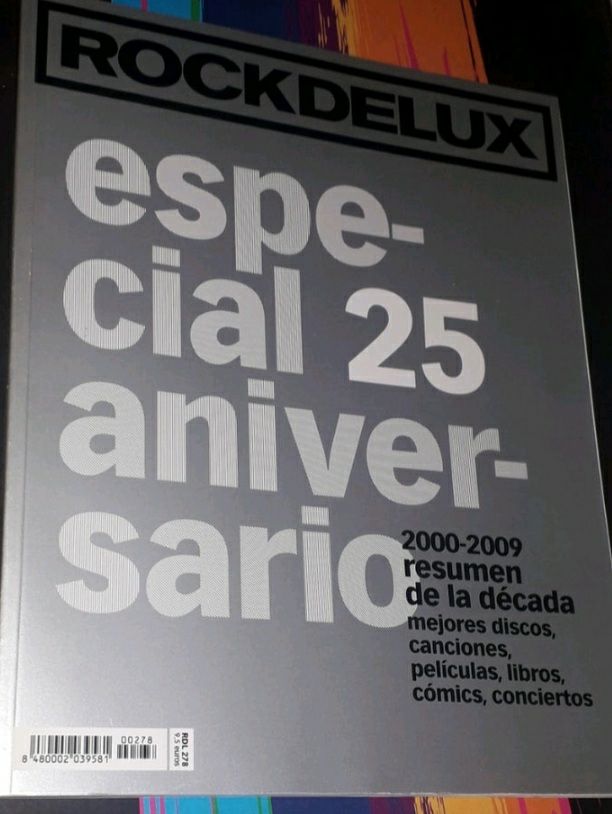 ROCKDELUX
espe-
cial 25
aniver-
sario
2000-2009
resumen
de la década
mejores discos,
canciones,
películas, libros,
cómics, conciertos
00278
8 480002 039581
RDL 278
9.5 euros